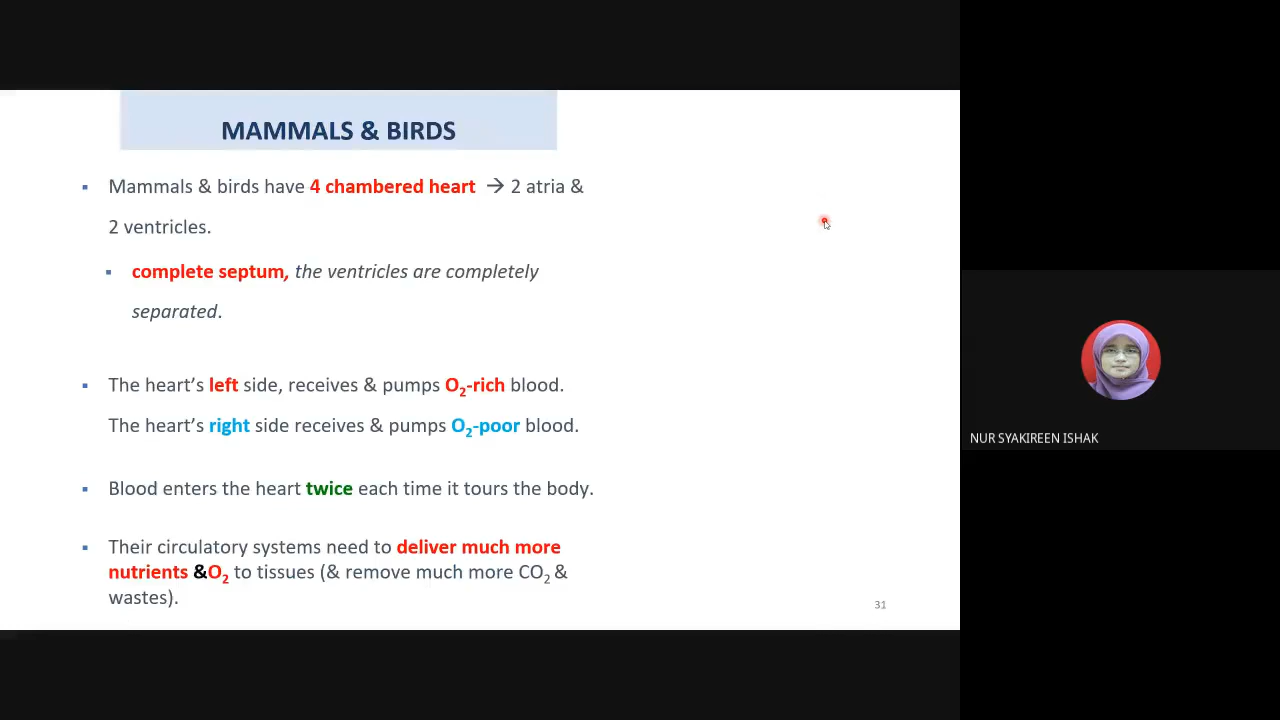 MAMMALS & BIRDS
▪ Mammals & birds have 4 chambered heart → 2 atria &
2 ventricles.
▪ complete septum, the ventricles are completely
separated.
▪ The heart's left side, receives & pumps O₂-rich blood.
The heart's right side receives & pumps O₂-poor blood.
▪ Blood enters the heart twice each time it tours the body.
▪ Their circulatory systems need to deliver much more
nutrients &O₂ to tissues (& remove much more CO₂ &
wastes).
31
NUR SYAKIREEN ISHAK